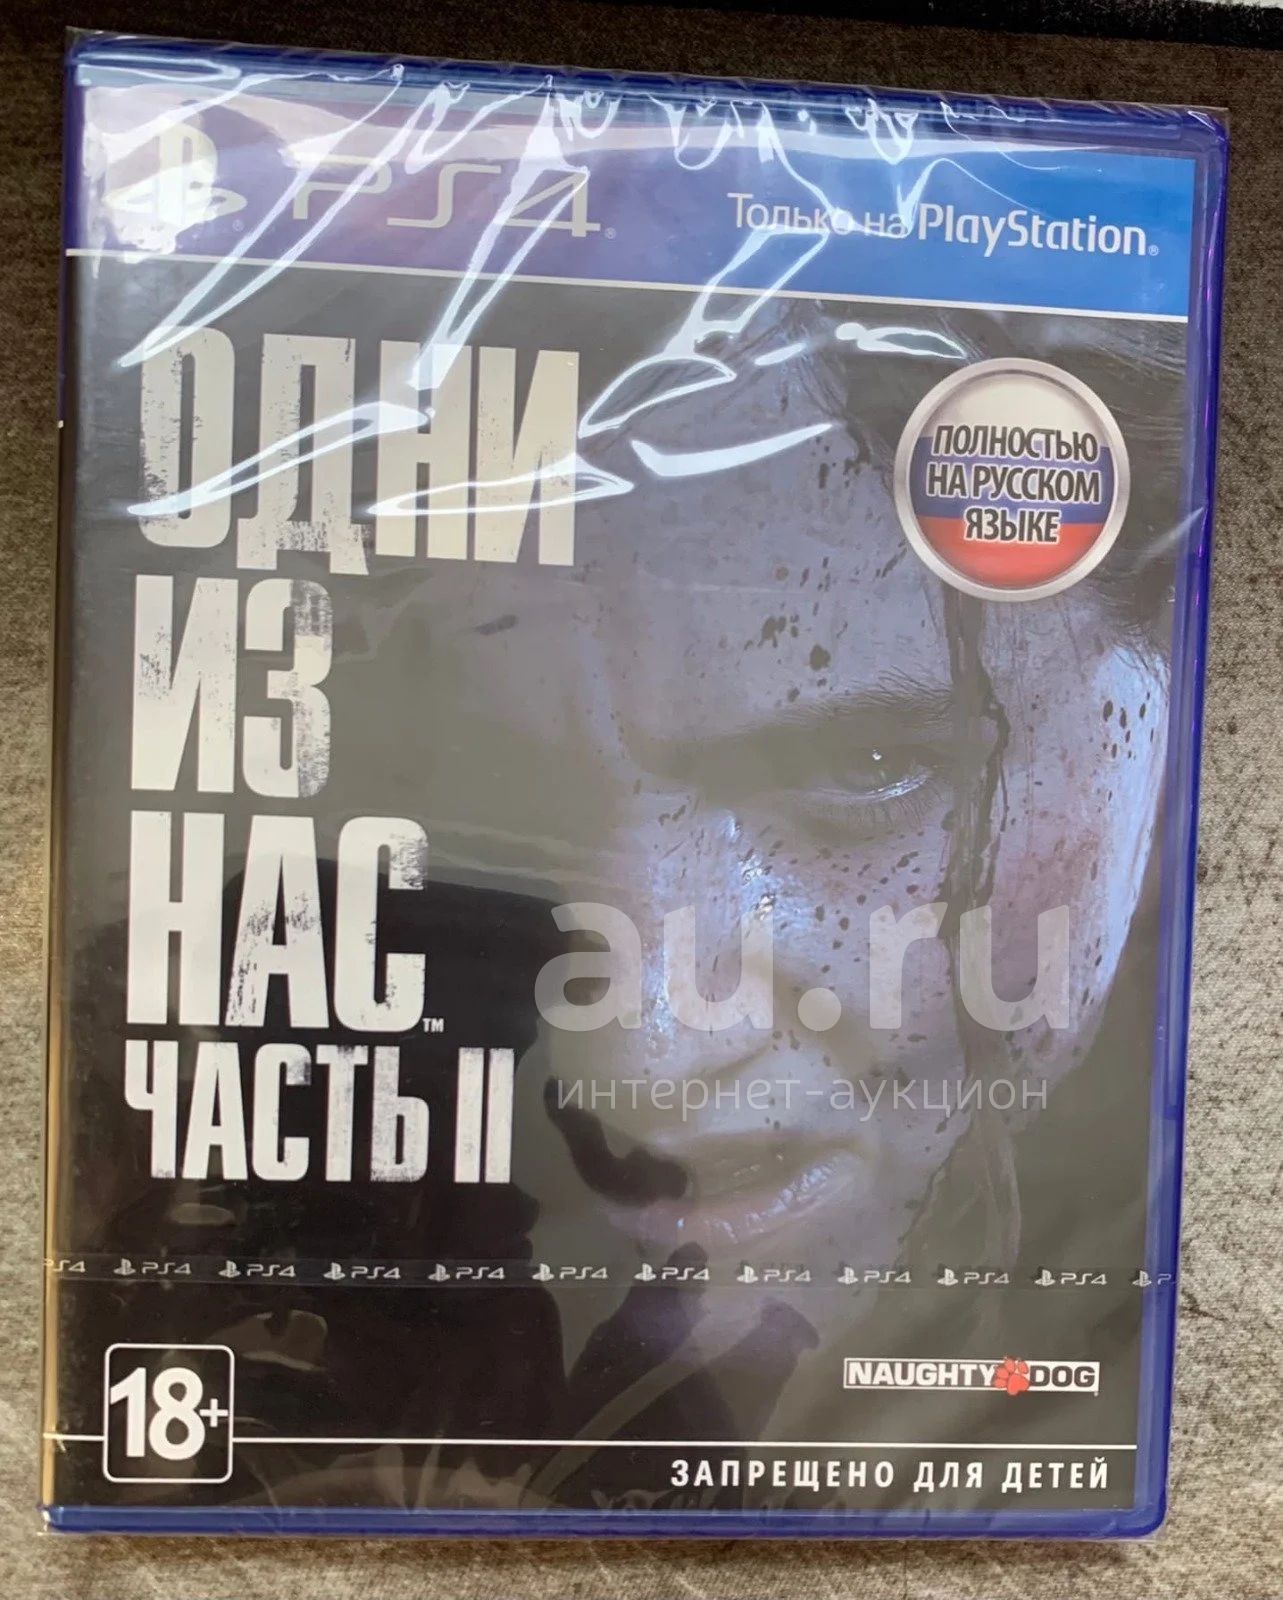 PS4
Только на PlayStation
ПОЛНОСТЬЮ
НА РУССКОМ
ЯЗЫКЕ
ОДНИ
ИЗ
НАС™
ЧАСТЬ II
au.ru
интернет-аукцион
PS4 PS4 PS4 PS4 PS4 PS4 PS4 PS4 PS4 PS4 PS4 P
NAUGHTY DOG
18+
ЗАПРЕЩЕНО ДЛЯ ДЕТЕЙ